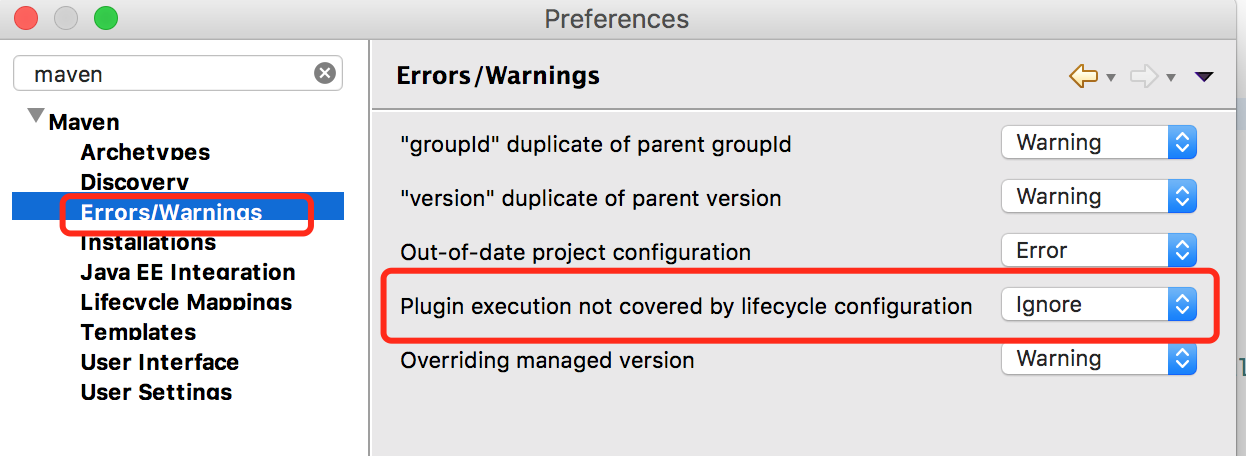 Preferences
maven
Maven
Archetypes
Discovery
Errors/Warnings
Installations
Java EE Integration
Lifecycle Mappings
Templates
User Interface
User Settings
Errors/Warnings
"groupId" duplicate of parent groupId Warning
"version" duplicate of parent version Warning
Out-of-date project configuration Error
Plugin execution not covered by lifecycle configuration Ignore
Overriding managed version Warning